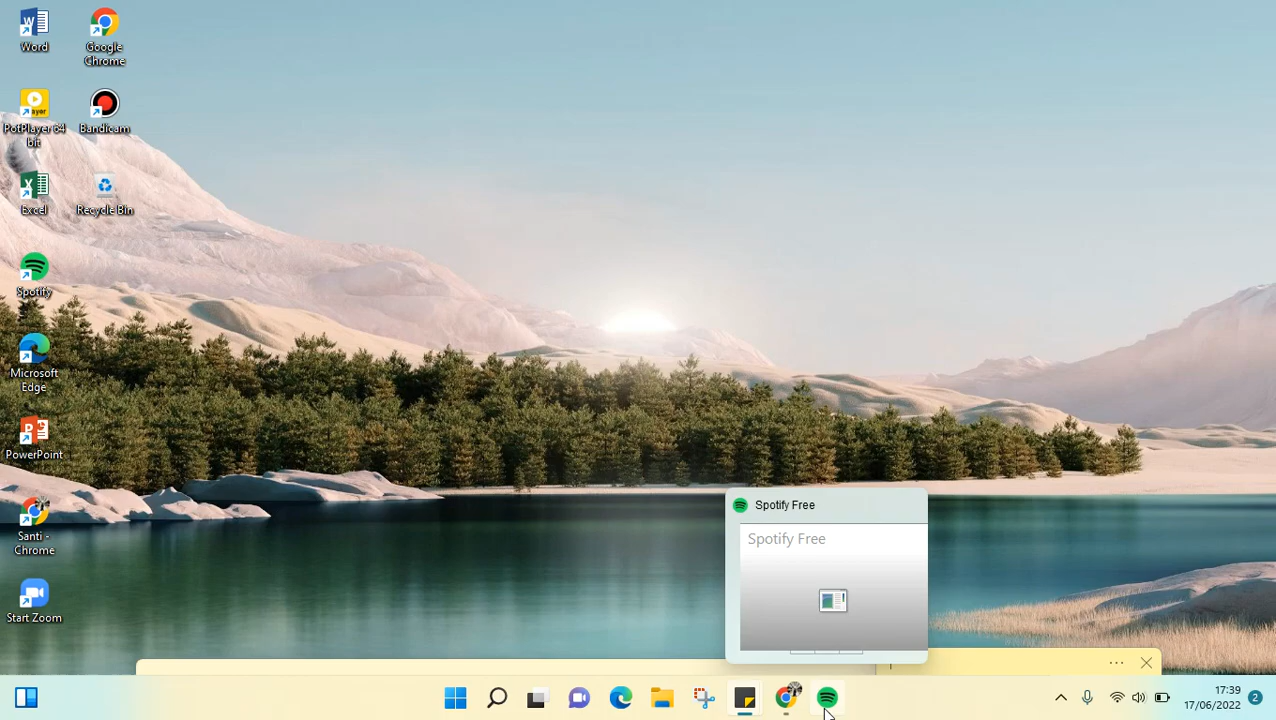 Word
Google
Chrome
PotPlayer 64
bit
Bandicam
Excel
Recycle Bin
Spotify
Microsoft
Edge
PowerPoint
Santi -
Chrome
Start Zoom
Spotify Free
Spotify Free
17:39
17/06/2022
2